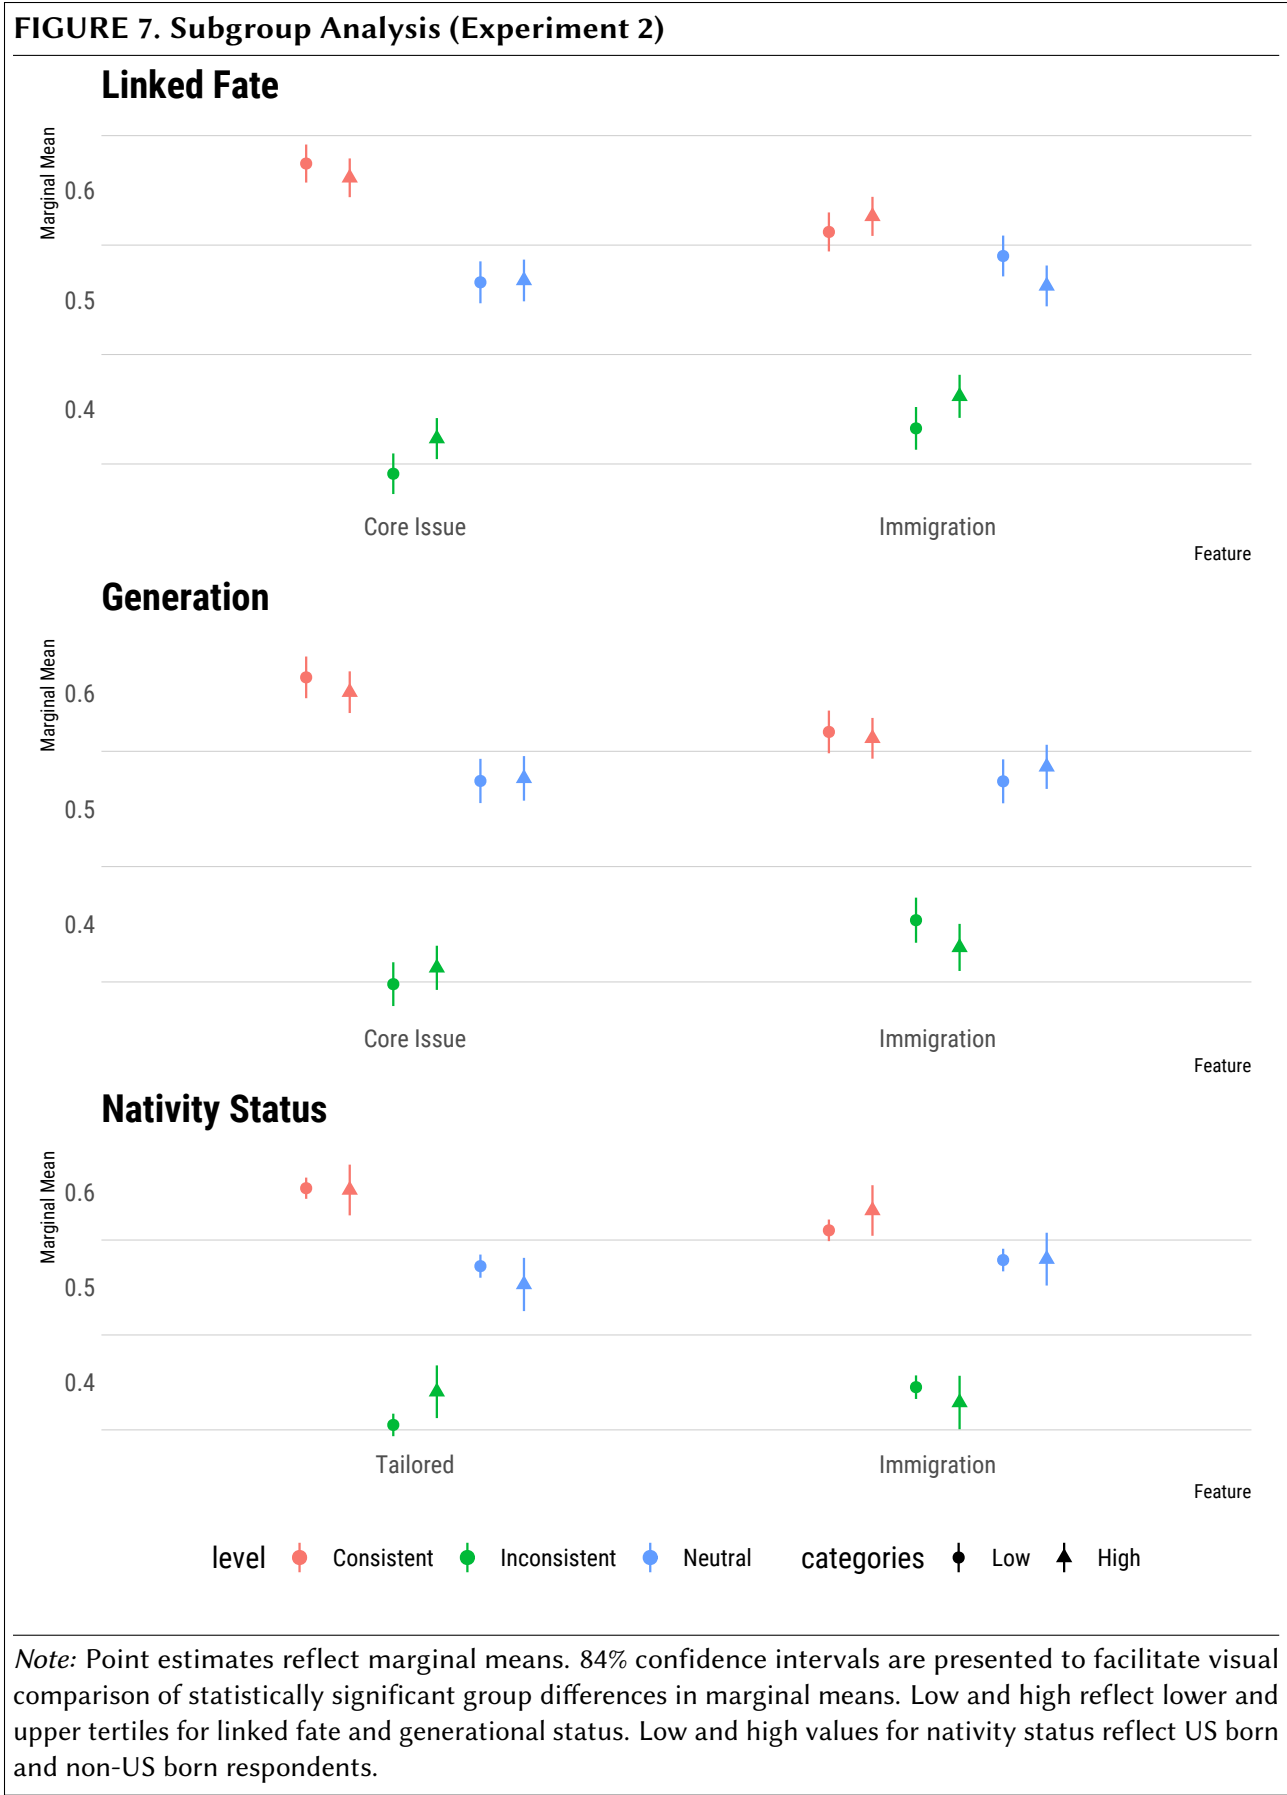 FIGURE 7. Subgroup Analysis (Experiment 2)
Linked Fate
Marginal Mean
0.6
0.5
0.4
Core Issue Immigration
Feature
Generation
Marginal Mean
0.6
0.5
0.4
Core Issue Immigration
Feature
Nativity Status
Marginal Mean
0.6
0.5
0.4
Tailored Immigration
Feature
level Consistent Inconsistent Neutral categories Low High
Note: Point estimates reflect marginal means. 84% confidence intervals are presented to facilitate visual
comparison of statistically significant group differences in marginal means. Low and high reflect lower and
upper tertiles for linked fate and generational status. Low and high values for nativity status reflect US born
and non-US born respondents.